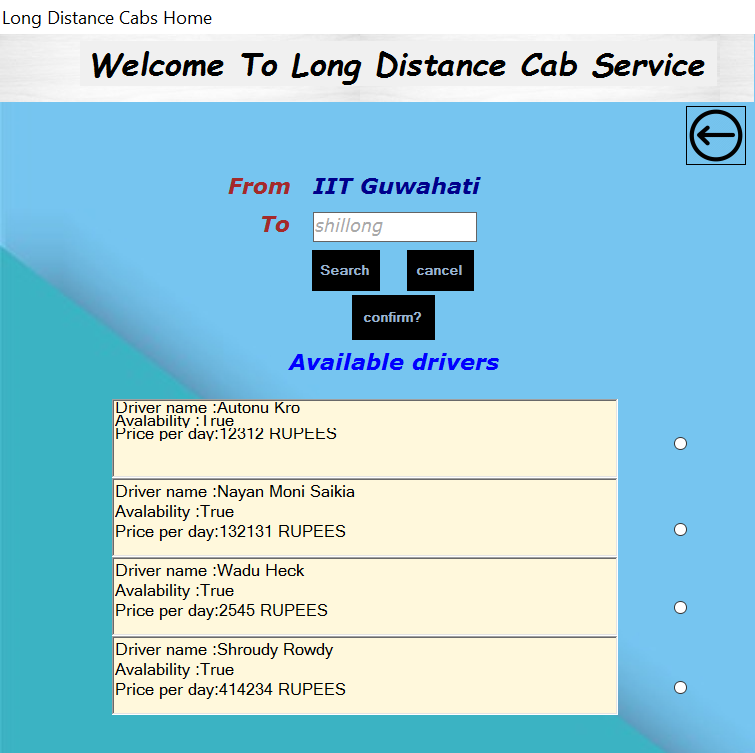 Long Distance Cabs Home
Welcome To Long Distance Cab Service
From IIT Guwahati
To shillong
Search cancel
confirm?
Available drivers
Driver name :Autonu Kro
Avalability :True
Price per day:12312 RUPEES
Driver name :Nayan Moni Saikia
Avalability :True
Price per day:132131 RUPEES
Driver name :Wadu Heck
Avalability :True
Price per day:2545 RUPEES
Driver name :Shroudy Rowdy
Avalability :True
Price per day:414234 RUPEES